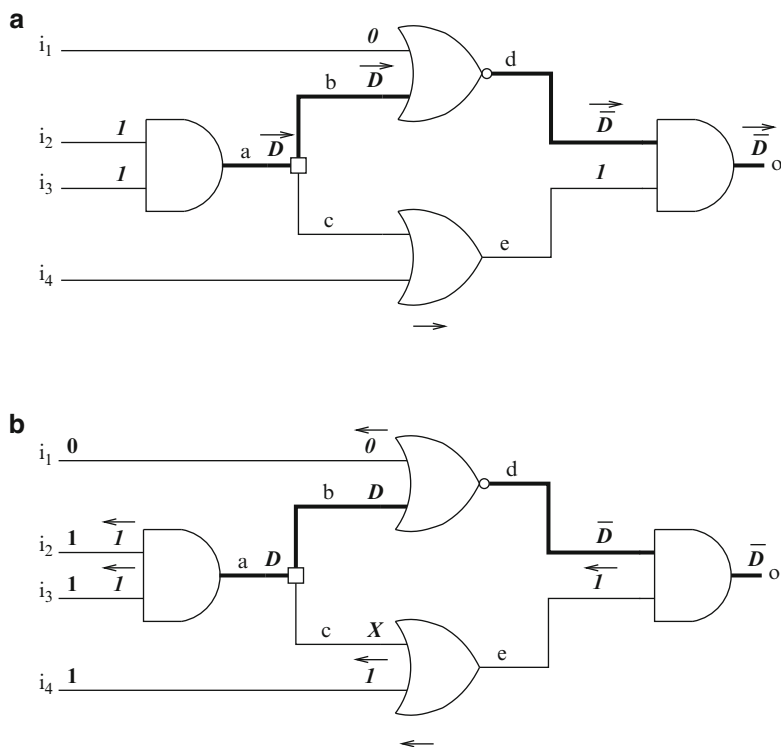 a
i1 0
b D d
D̅ D̅
i2 1 a D o
i3 1 1
c e
i4
b
i1 0 0
b D d
i2 1 1 D̅ D̅
a D o
i3 1 1 1
c X e
i4 1 1